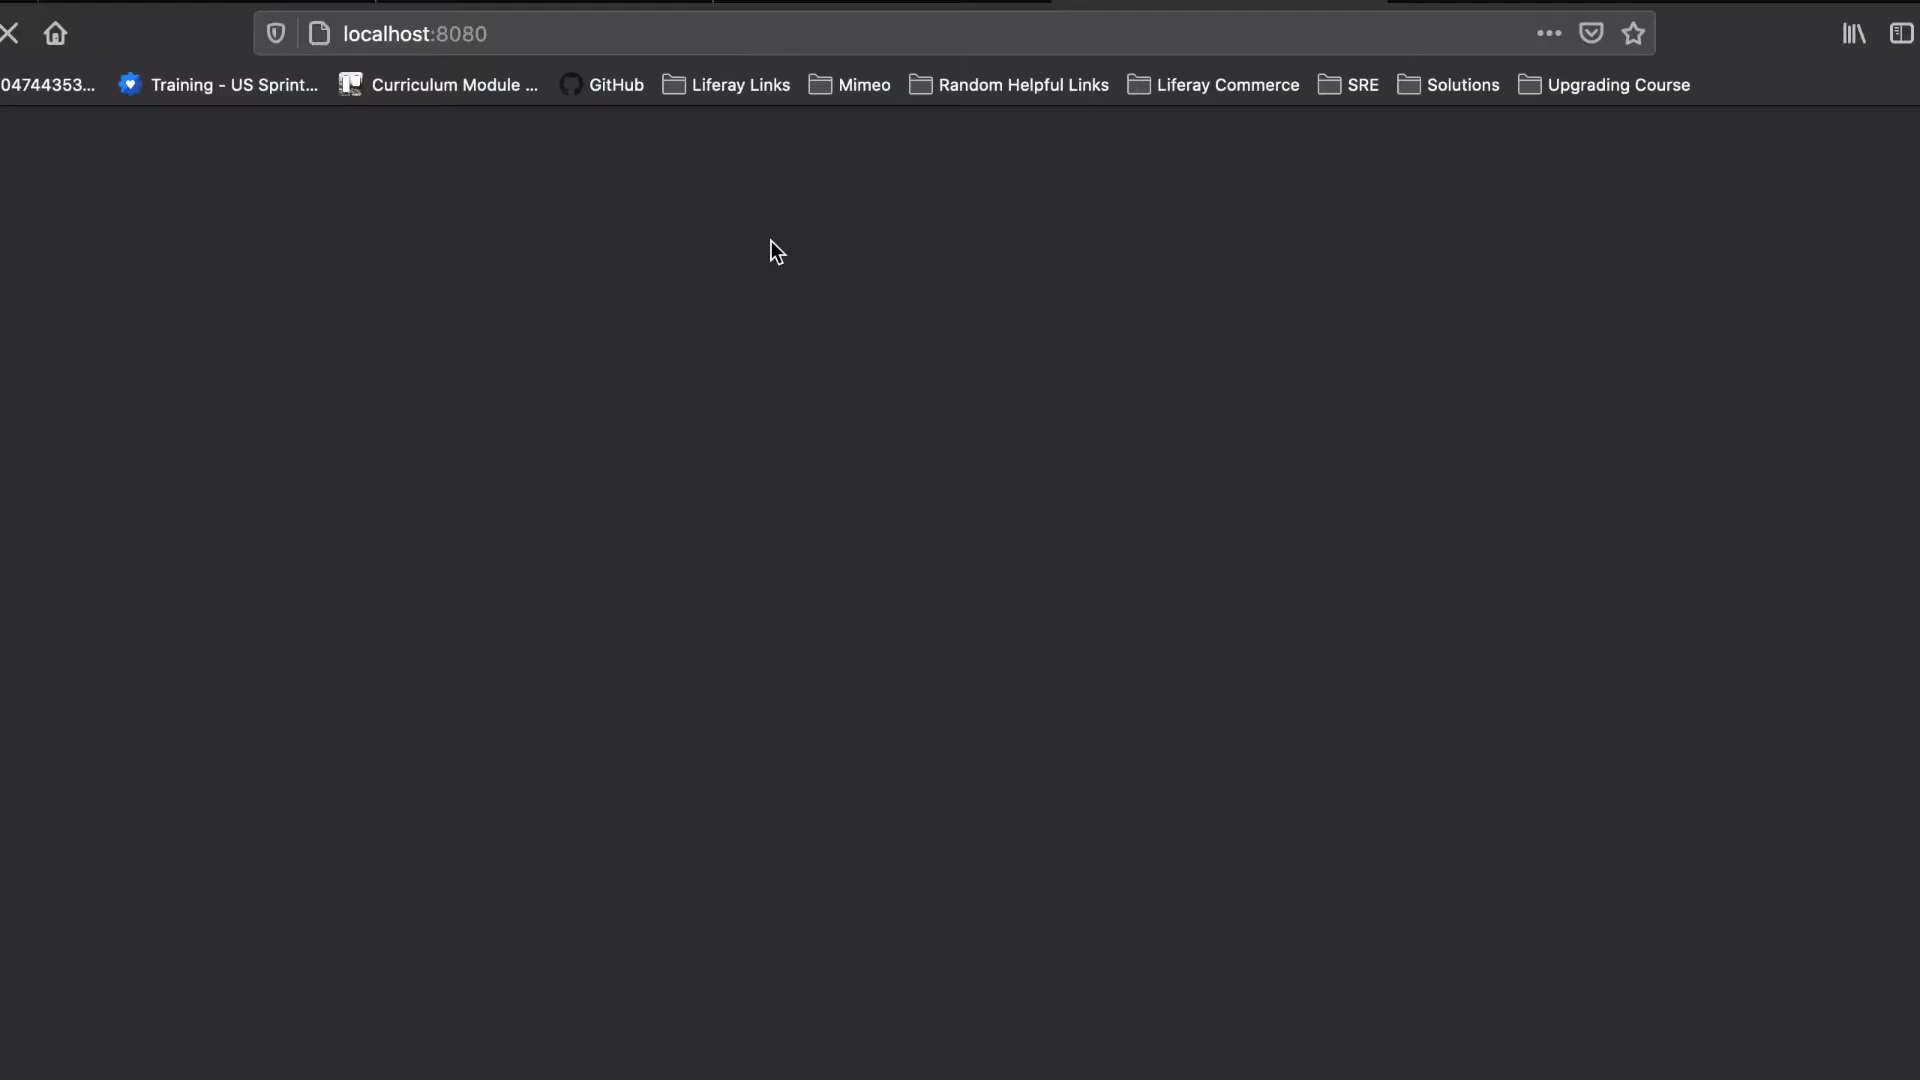 localhost:8080
04744353... Training - US Sprint... Curriculum Module ... GitHub Liferay Links Mimeo Random Helpful Links Liferay Commerce SRE Solutions Upgrading Course